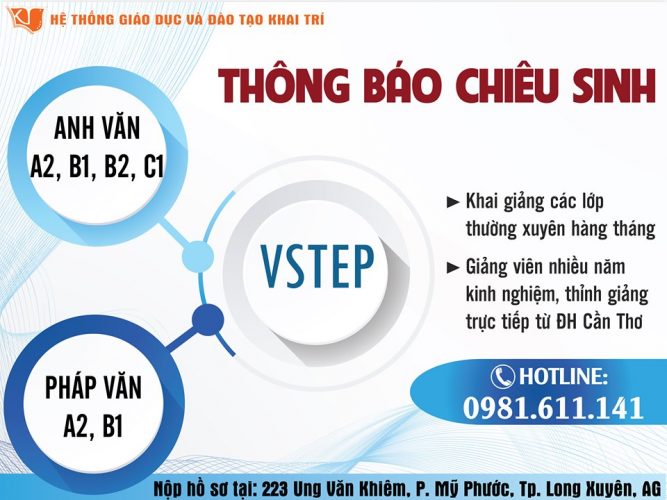 HỆ THỐNG GIÁO DỤC VÀ ĐÀO TẠO KHAI TRÍ
THÔNG BÁO CHIÊU SINH
ANH VĂN
A2, B1, B2, C1
VSTEP
PHÁP VĂN
A2, B1
► Khai giảng các lớp
thường xuyên hàng tháng
► Giảng viên nhiều năm
kinh nghiệm, thỉnh giảng
trực tiếp từ ĐH Cần Thơ
HOTLINE:
0981.611.141
Nộp hồ sơ tại: 223 Ung Văn Khiêm, P. Mỹ Phước, Tp. Long Xuyên, AG